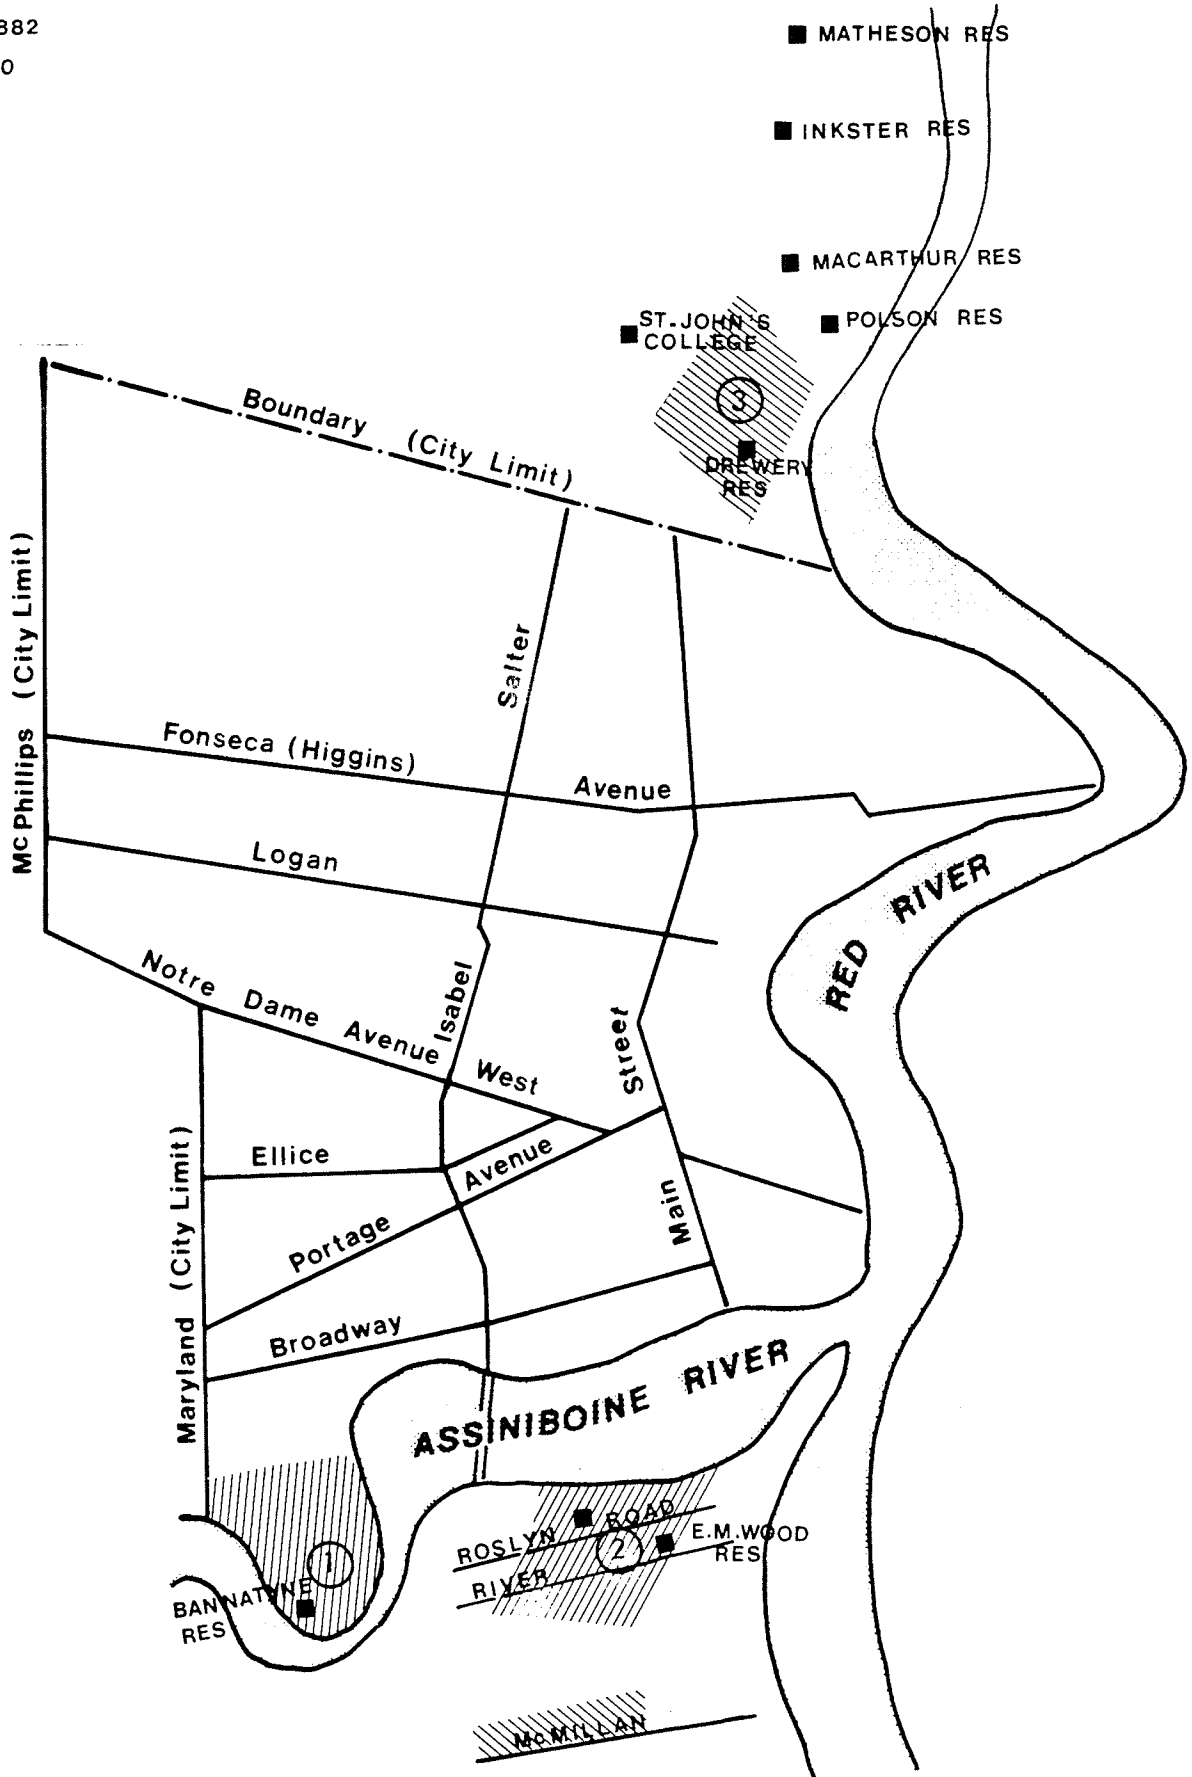 882
0
MATHESON RES
INKSTER RES
MACARTHUR RES
ST. JOHN'S
COLLEGE
POLSON RES
3
DREWERY
RES
Boundary (City Limit)
McPhillips (City Limit)
Salter
Fonseca (Higgins) Avenue
Logan
RED RIVER
Notre Dame Avenue West
Isabel
Main Street
Ellice
Portage Avenue
Maryland (City Limit)
Broadway
ASSINIBOINE RIVER
1
BANNATYNE
RES
ROSLYN ROAD
2
E.M.WOOD
RES
RIVER
McMILLAN